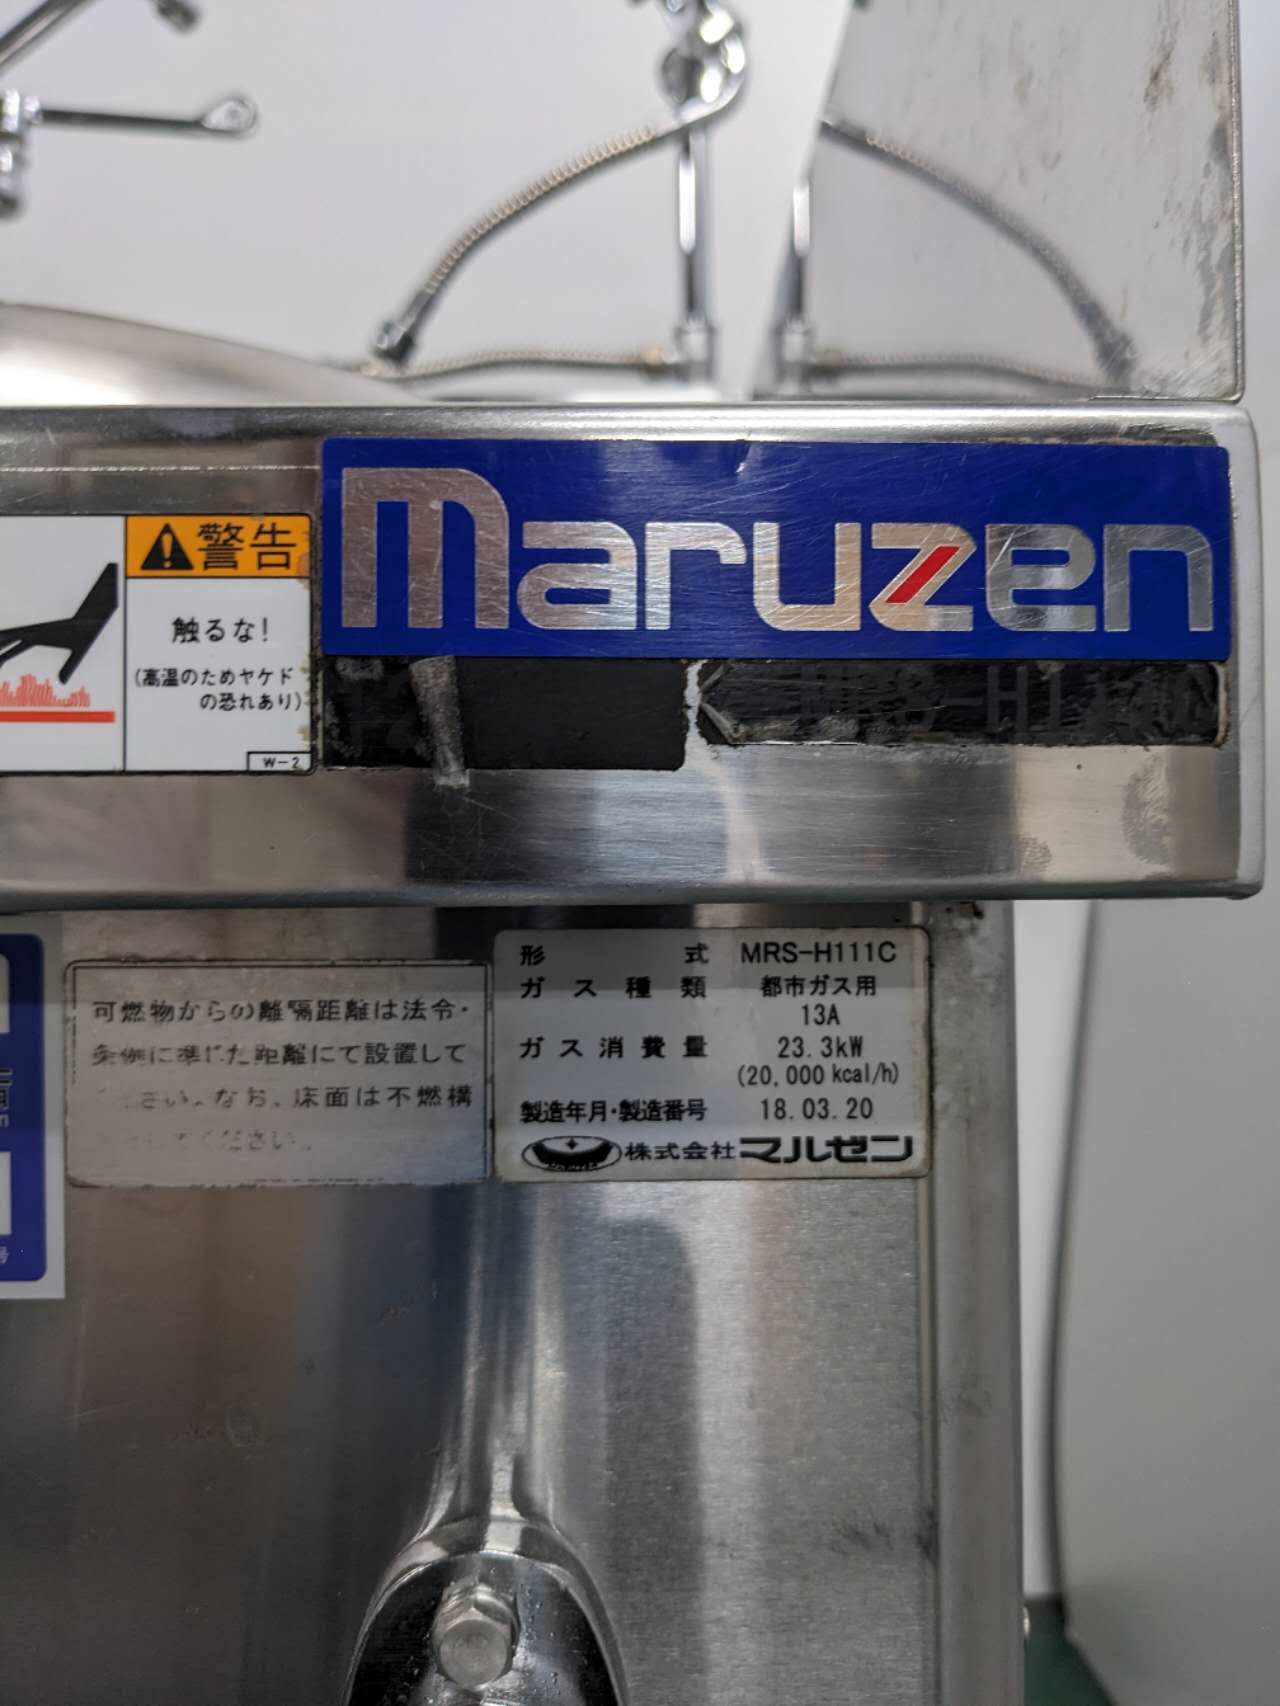 maruzen
警告
触るな!
(高温のためヤケド
の恐れあり)
W-2
MRS-H111C
可燃物からの離隔距離は法令・
条例に準じた距離にて設置して
さい。なお、床面は不燃構
ください。
形 式 MRS-H111C
ガス種類 都市ガス用
13A
ガス消費量 23.3kW
(20,000 kcal/h)
製造年月・製造番号 18.03.20
株式会社マルゼン
号